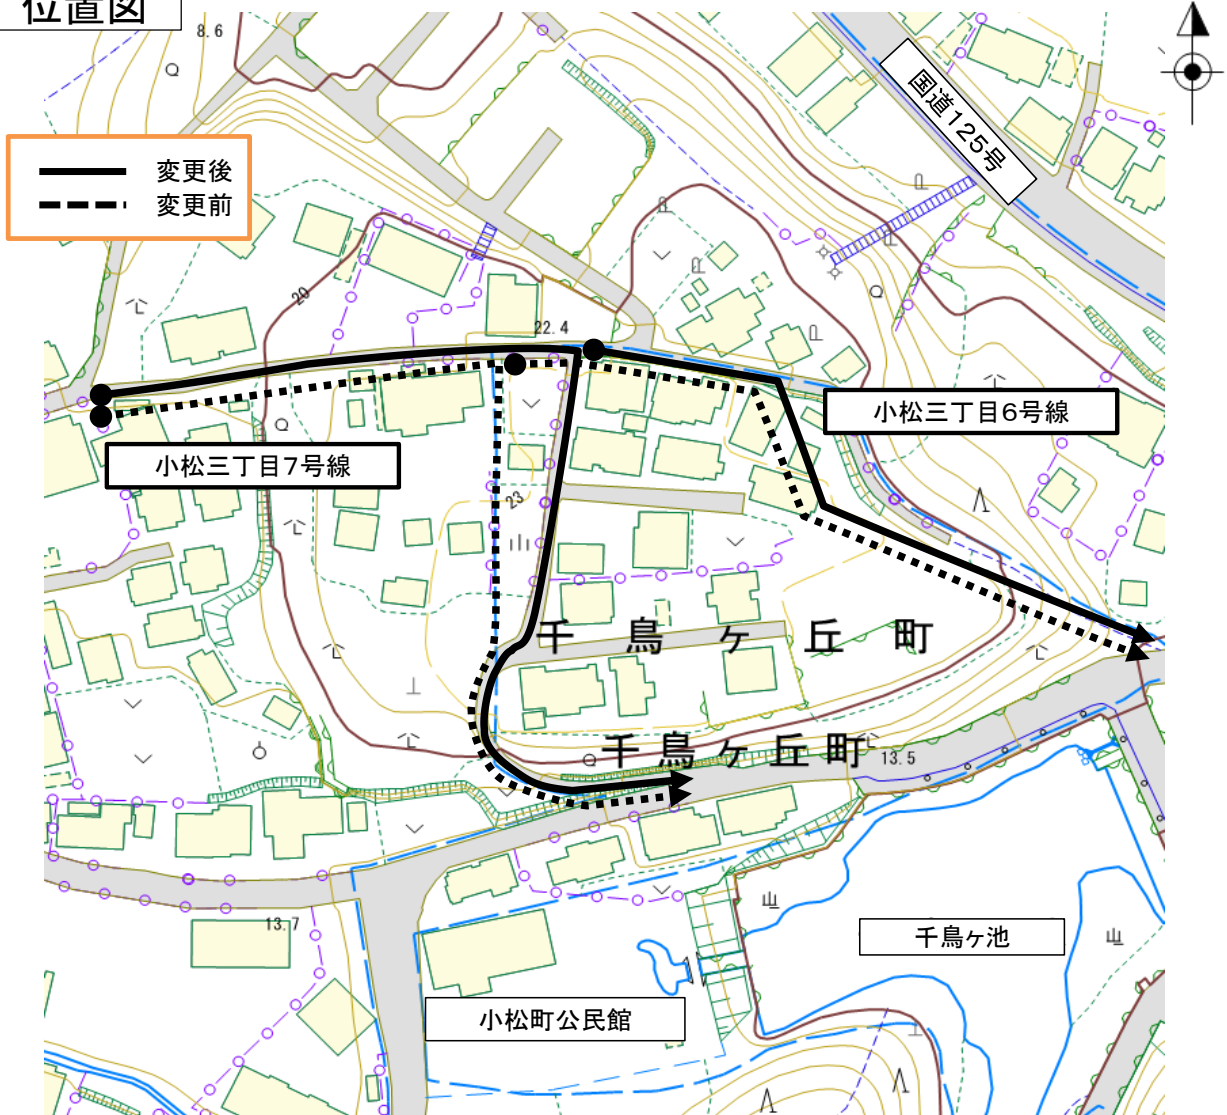 位置図
8.6
国道125号
変更後
変更前
20
22.4
小松三丁目6号線
小松三丁目7号線
23
千鳥ヶ丘町
千鳥ヶ丘町
13.5
13.7
千鳥ヶ池
小松町公民館